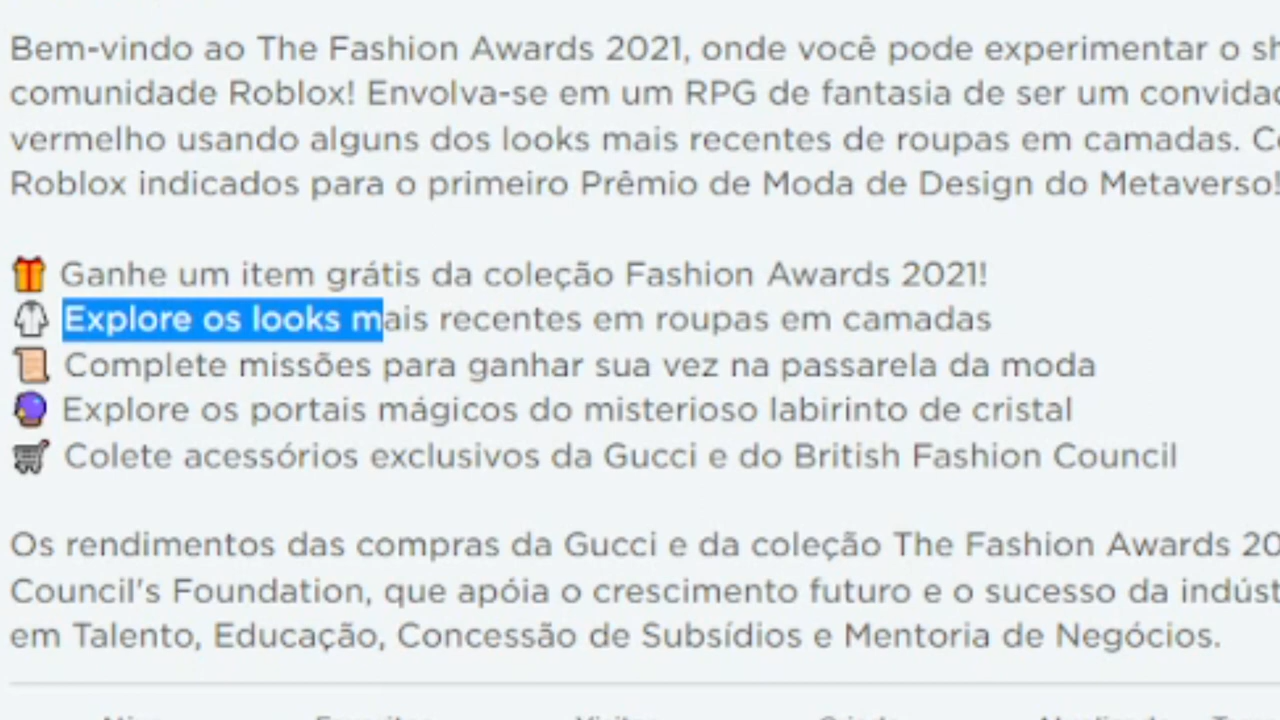 Bem-vindo ao The Fashion Awards 2021, onde você pode experimentar o
comunidade Roblox! Envolva-se em um RPG de fantasia de ser um
vermelho usando alguns dos looks mais recentes de roupas em camadas.
Roblox indicados para o primeiro Prêmio de Moda de Design do Metaverso!
Ganhe um item grátis da coleção Fashion Awards 2021!
Explore os looks mais recentes em roupas em camadas
Complete missões para ganhar sua vez na passarela da moda
Explore os portais mágicos do misterioso labirinto de cristal
Colete acessórios exclusivos da Gucci e do British Fashion Council
Os rendimentos das compras da Gucci e da coleção The Fashion Awards
Council's Foundation, que apóia o crescimento futuro e o sucesso da
em Talento, Educação, Concessão de Subsídios e Mentoria de Negócios.